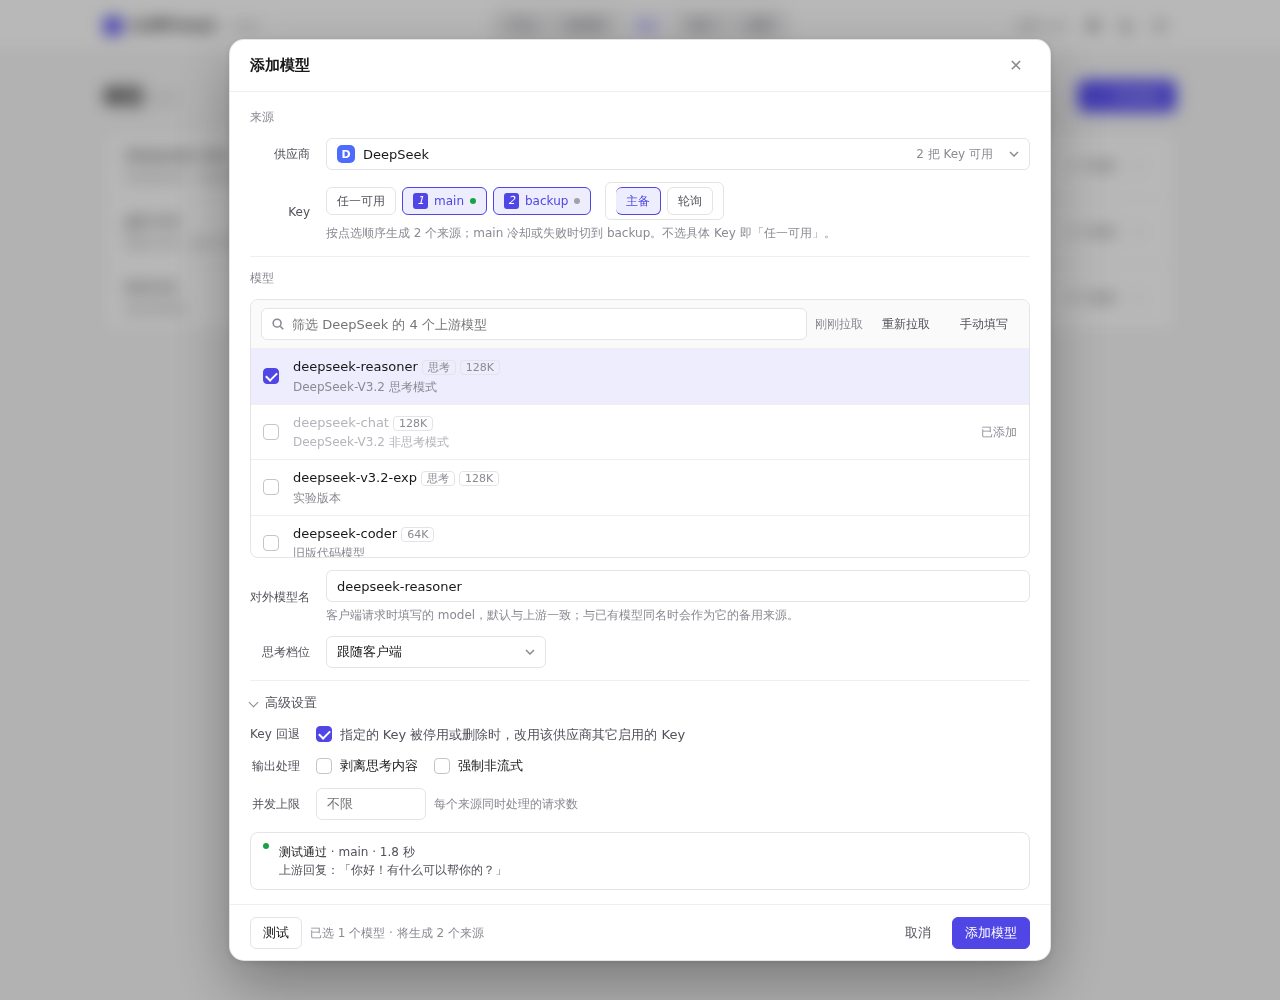 添加模型
来源
供应商 D DeepSeek 2 把 Key 可用
Key 任一可用 1 main 2 backup 主备 轮询
按点选顺序生成 2 个来源；main 冷却或失败时切到 backup。不选具体 Key 即「任一可用」。
模型
筛选 DeepSeek 的 4 个上游模型 刚刚拉取 重新拉取 手动填写
deepseek-reasoner 思考 128K
DeepSeek-V3.2 思考模式
deepseek-chat 128K 已添加
DeepSeek-V3.2 非思考模式
deepseek-v3.2-exp 思考 128K
实验版本
deepseek-coder 64K
旧版代码模型
对外模型名 deepseek-reasoner
客户端请求时填写的 model，默认与上游一致；与已有模型同名时会作为它的备用来源。
思考档位 跟随客户端
高级设置
Key 回退 指定的 Key 被停用或删除时，改用该供应商其它启用的 Key
输出处理 剥离思考内容 强制非流式
并发上限 不限 每个来源同时处理的请求数
测试通过 · main · 1.8 秒
上游回复：「你好！有什么可以帮你的？」
测试 已选 1 个模型 · 将生成 2 个来源 取消 添加模型